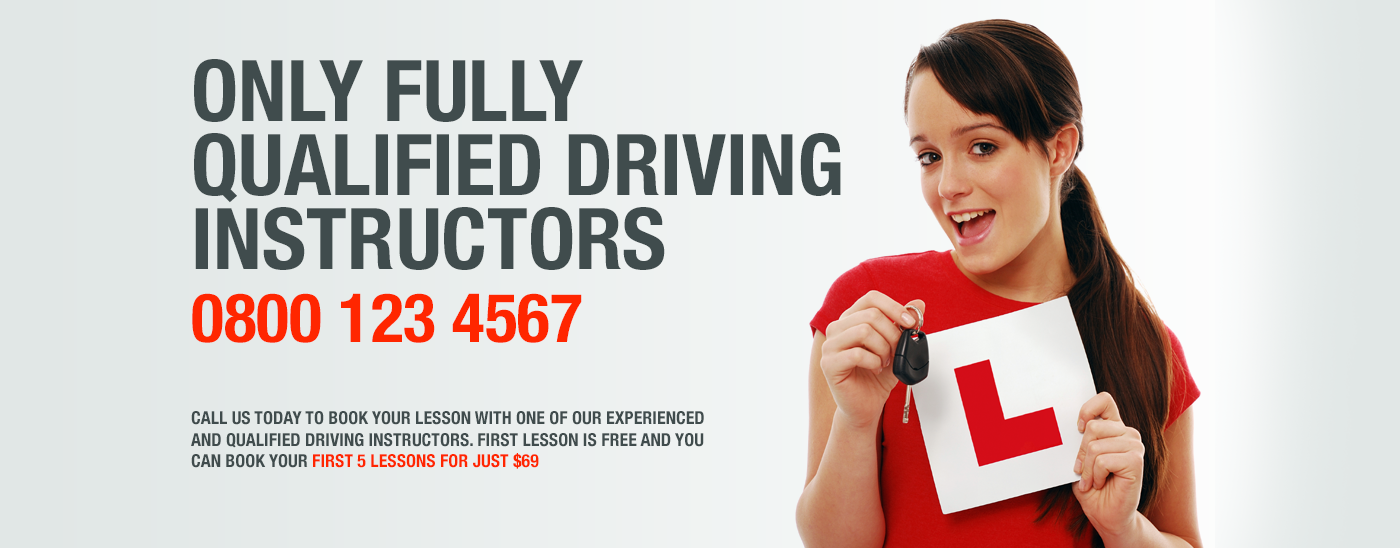 ONLY FULLY
QUALIFIED DRIVING
INSTRUCTORS
0800 123 4567
CALL US TODAY TO BOOK YOUR LESSON WITH ONE OF OUR EXPERIENCED
AND QUALIFIED DRIVING INSTRUCTORS. FIRST LESSON IS FREE AND YOU
CAN BOOK YOUR FIRST 5 LESSONS FOR JUST $69
L